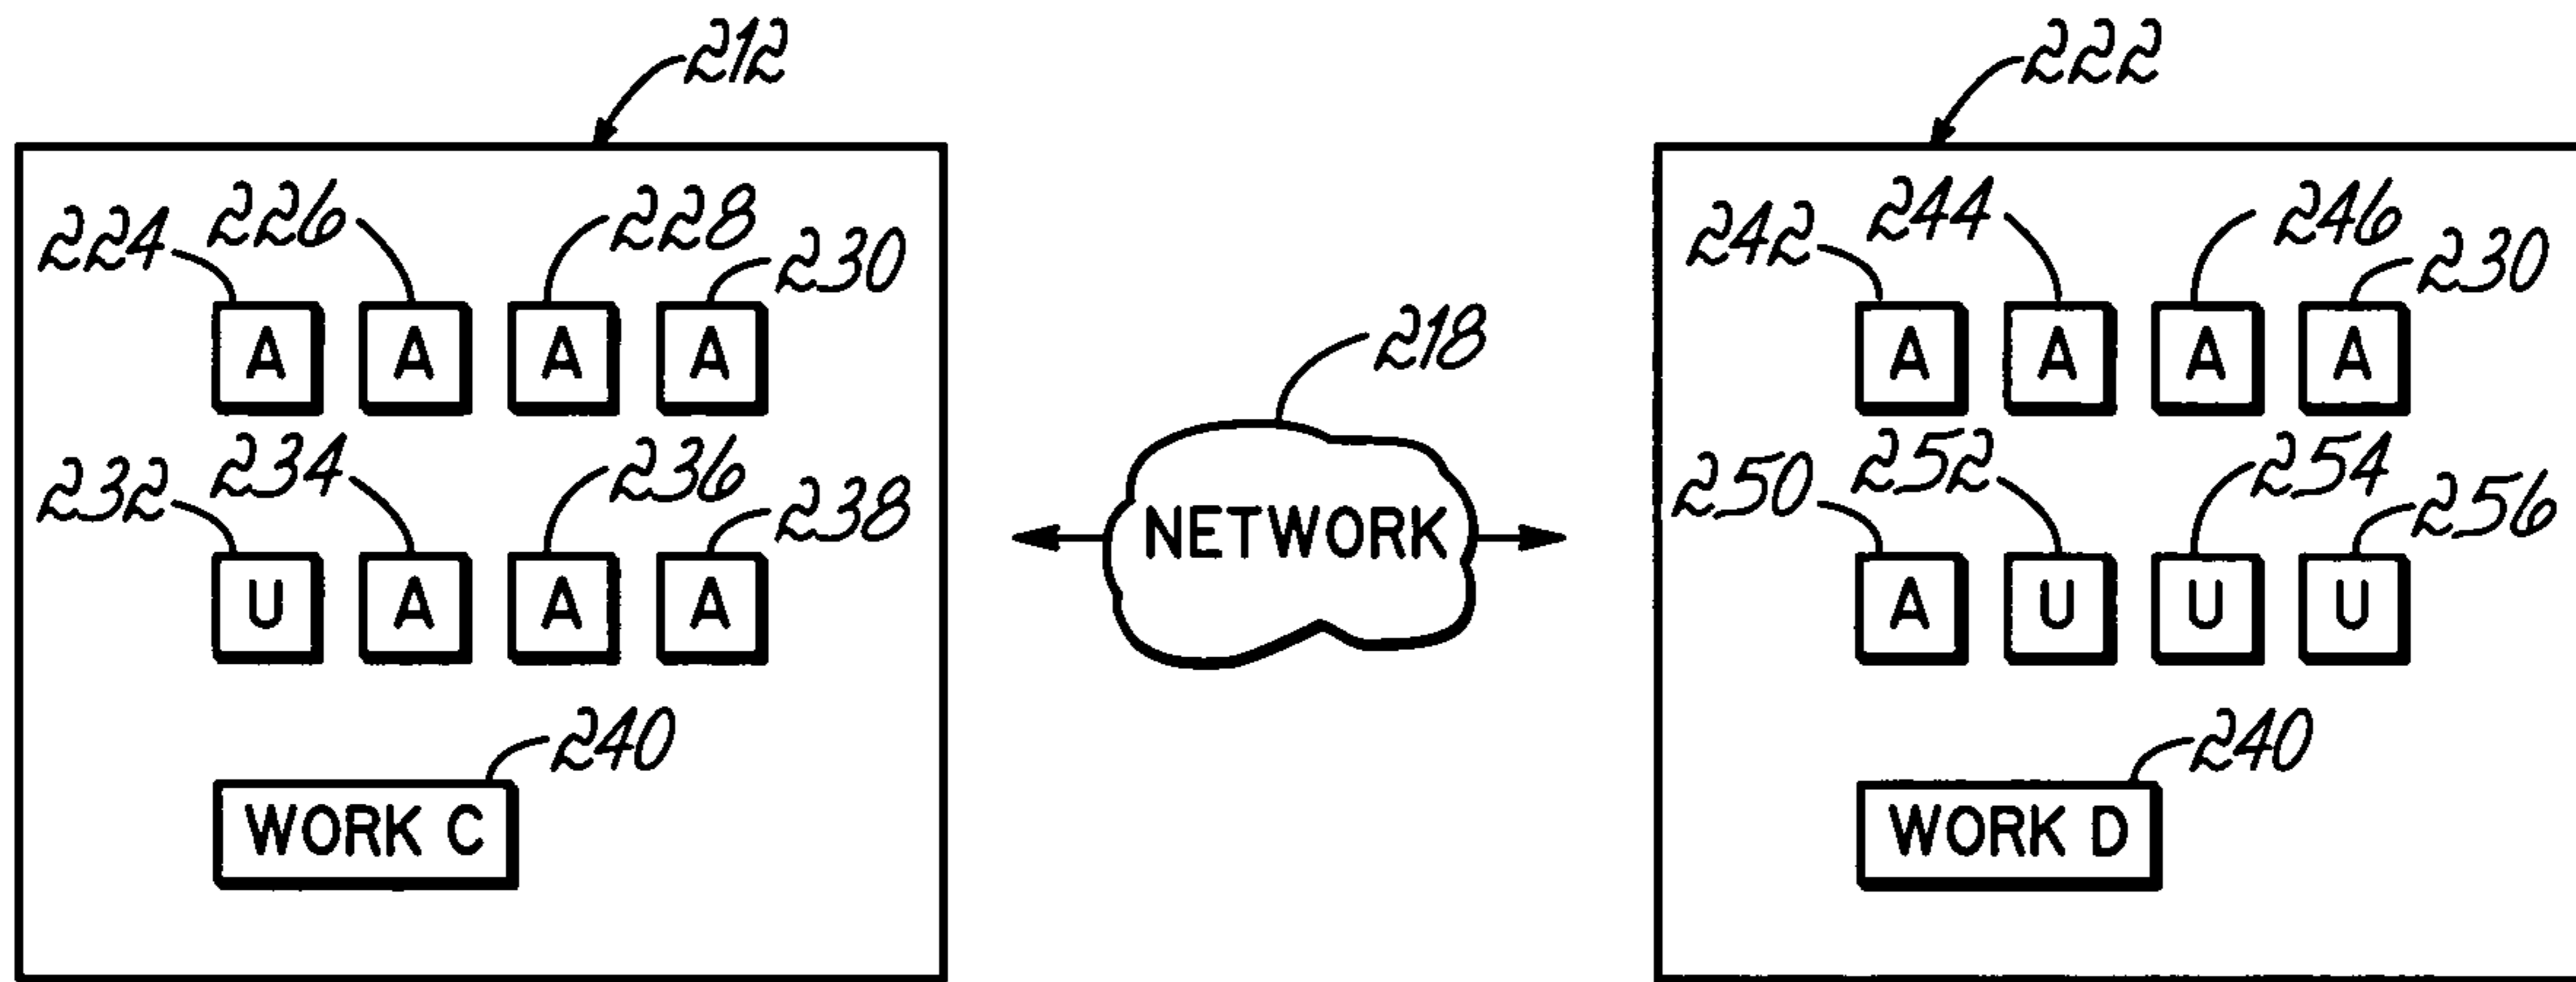 212
222
224 226 228 230
A A A A
232 234 236 238
U A A A
240
WORK C
218
NETWORK
242 244 246 230
A A A A
250 252 254 256
A U U U
240
WORK D